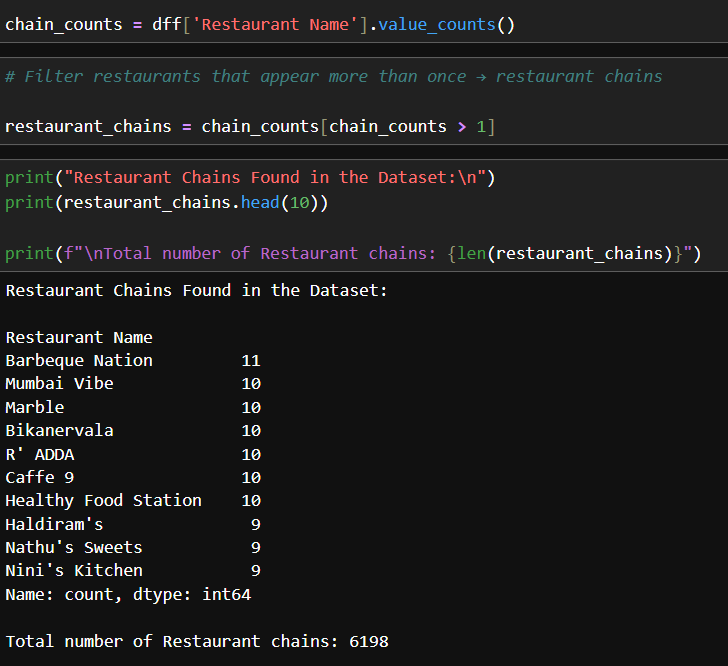 chain_counts = dff['Restaurant Name'].value_counts()
# Filter restaurants that appear more than once → restaurant chains
restaurant_chains = chain_counts[chain_counts > 1]
print("Restaurant Chains Found in the Dataset:\n")
print(restaurant_chains.head(10))
print(f"\nTotal number of Restaurant chains: {len(restaurant_chains)}")
Restaurant Chains Found in the Dataset:
Restaurant Name
Barbeque Nation 11
Mumbai Vibe 10
Marble 10
Bikanervala 10
R' ADDA 10
Caffe 9 10
Healthy Food Station 10
Haldiram's 9
Nathu's Sweets 9
Nini's Kitchen 9
Name: count, dtype: int64
Total number of Restaurant chains: 6198